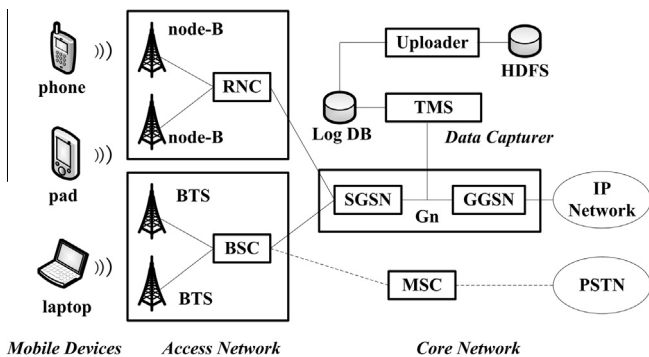 node-B
Uploader
HDFS
phone
RNC
TMS
node-B
Log DB
Data Capturer
pad
BTS
SGSN
GGSN
IP
Network
Gn
BSC
MSC
PSTN
laptop
BTS
Mobile Devices
Access Network
Core Network